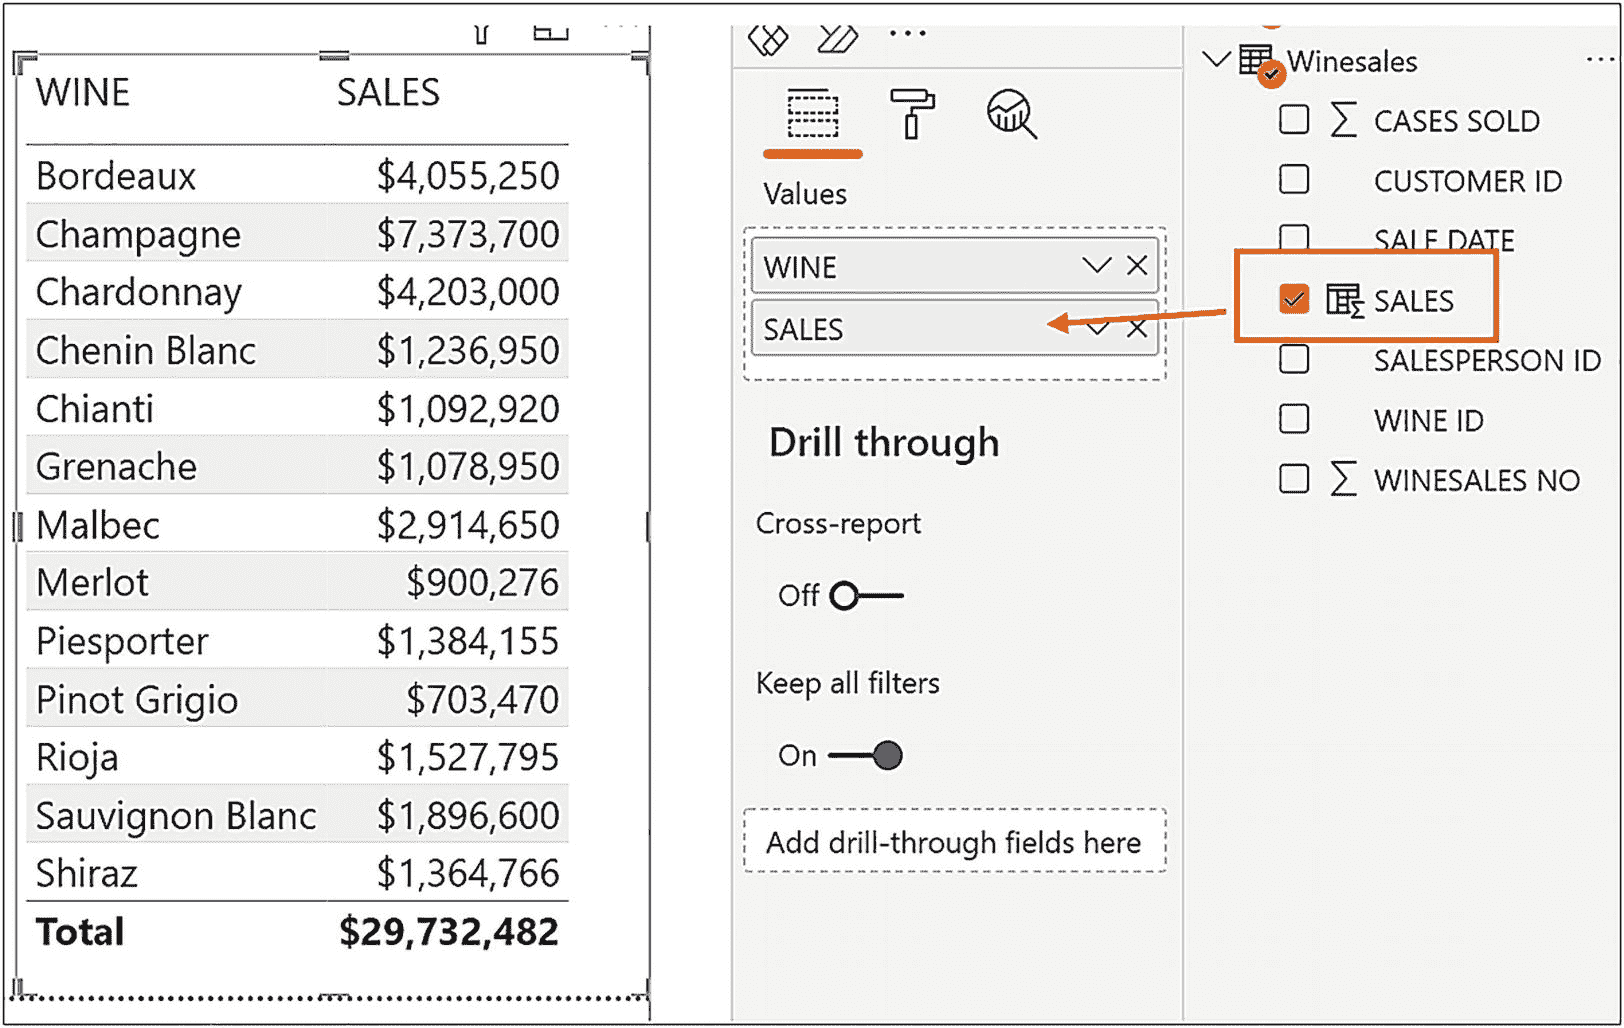 WINE SALES
Bordeaux $4,055,250
Champagne $7,373,700
Chardonnay $4,203,000
Chenin Blanc $1,236,950
Chianti $1,092,920
Grenache $1,078,950
Malbec $2,914,650
Merlot $900,276
Piesporter $1,384,155
Pinot Grigio $703,470
Rioja $1,527,795
Sauvignon Blanc $1,896,600
Shiraz $1,364,766
Total $29,732,482
Values
WINE
SALES
Drill through
Cross-report
Off
Keep all filters
On
Add drill-through fields here
Winesales
CASES SOLD
CUSTOMER ID
SALE DATE
SALES
SALESPERSON ID
WINE ID
WINESALES NO